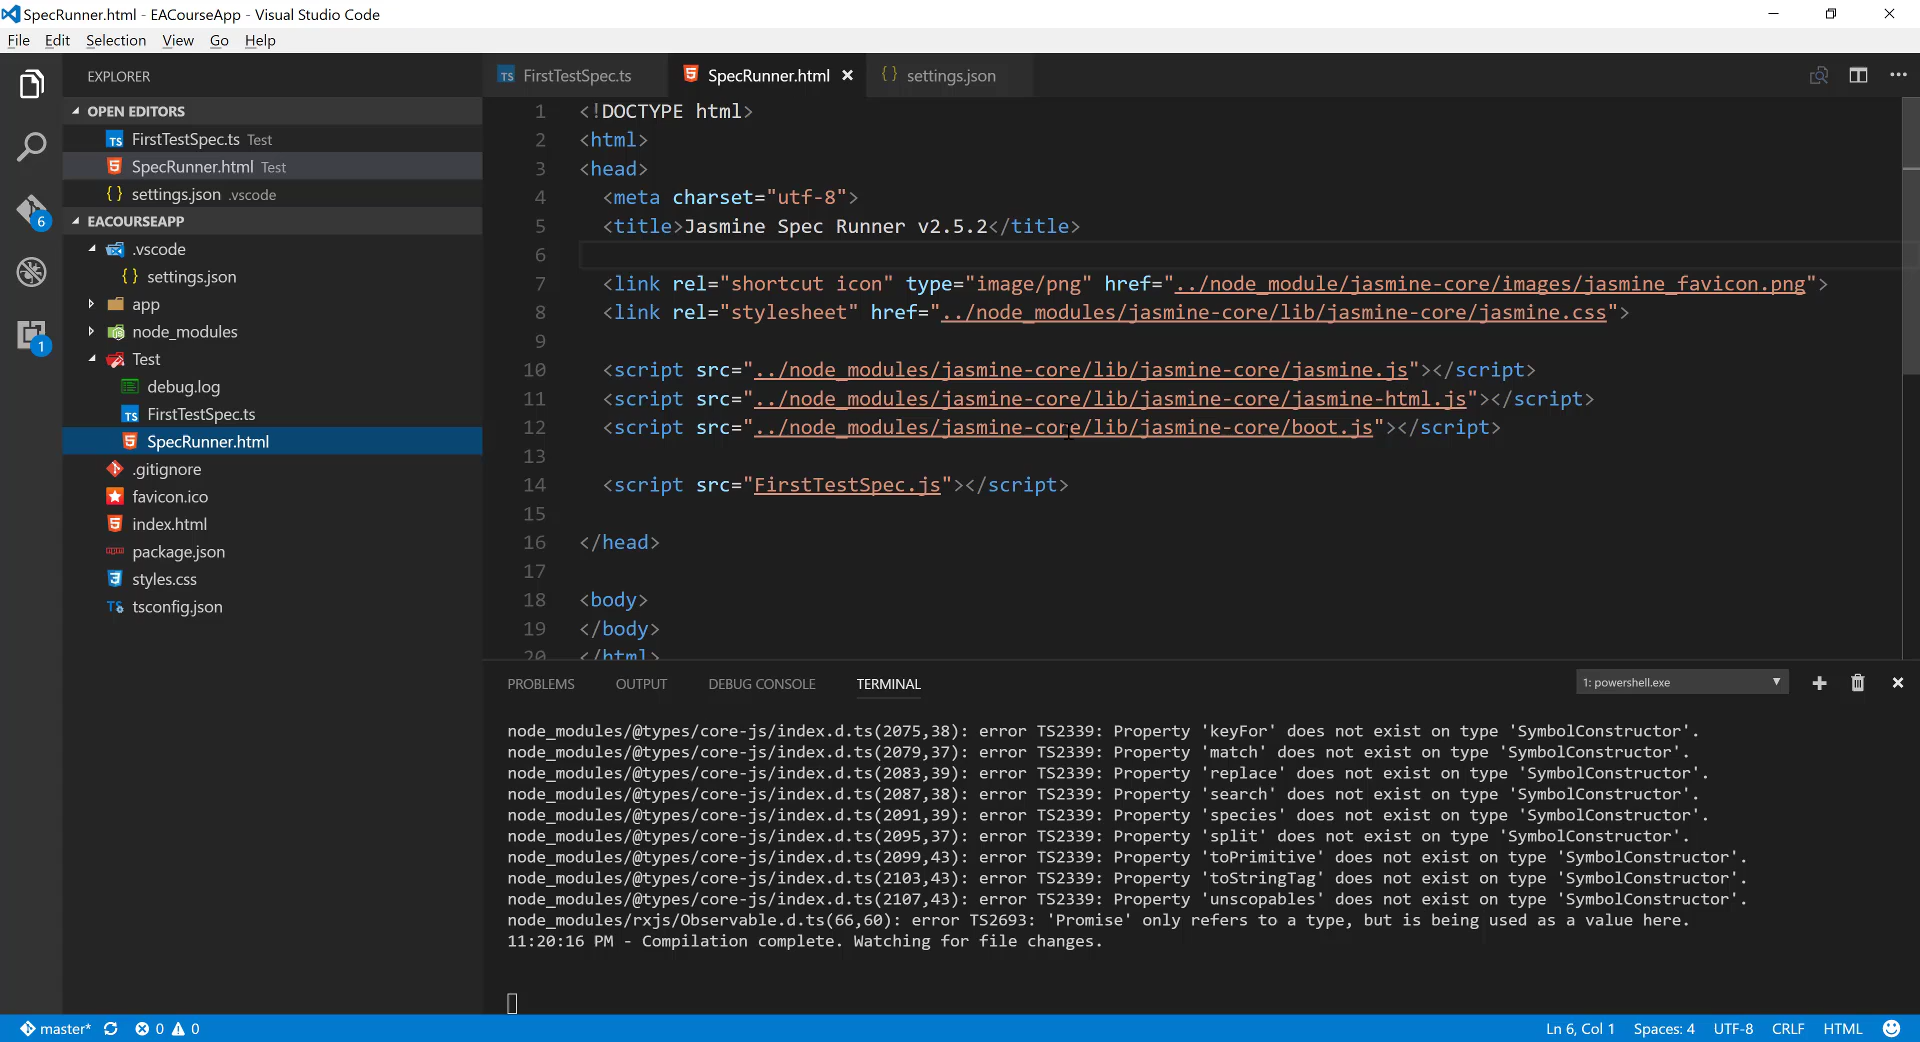 SpecRunner.html - EACourseApp - Visual Studio Code
File Edit Selection View Go Help
EXPLORER
OPEN EDITORS
TS FirstTestSpec.ts Test
SpecRunner.html Test
{} settings.json .vscode
EACOURSEAPP
.vscode
{} settings.json
app
node_modules
Test
debug.log
TS FirstTestSpec.ts
SpecRunner.html
.gitignore
favicon.ico
index.html
package.json
styles.css
TS tsconfig.json
6
1
TS FirstTestSpec.ts SpecRunner.html {} settings.json
1 <!DOCTYPE html>
2 <html>
3 <head>
4 <meta charset="utf-8">
5 <title>Jasmine Spec Runner v2.5.2</title>
6
7 <link rel="shortcut icon" type="image/png" href="../node_module/jasmine-core/images/jasmine_favicon.png">
8 <link rel="stylesheet" href="../node_modules/jasmine-core/lib/jasmine-core/jasmine.css">
9
10 <script src="../node_modules/jasmine-core/lib/jasmine-core/jasmine.js"></script>
11 <script src="../node_modules/jasmine-core/lib/jasmine-core/jasmine-html.js"></script>
12 <script src="../node_modules/jasmine-core/lib/jasmine-core/boot.js"></script>
13
14 <script src="FirstTestSpec.js"></script>
15
16 </head>
17
18 <body>
19 </body>
20 </html>
PROBLEMS OUTPUT DEBUG CONSOLE TERMINAL 1: powershell.exe
node_modules/@types/core-js/index.d.ts(2075,38): error TS2339: Property 'keyFor' does not exist on type 'SymbolConstructor'.
node_modules/@types/core-js/index.d.ts(2079,37): error TS2339: Property 'match' does not exist on type 'SymbolConstructor'.
node_modules/@types/core-js/index.d.ts(2083,39): error TS2339: Property 'replace' does not exist on type 'SymbolConstructor'.
node_modules/@types/core-js/index.d.ts(2087,38): error TS2339: Property 'search' does not exist on type 'SymbolConstructor'.
node_modules/@types/core-js/index.d.ts(2091,39): error TS2339: Property 'species' does not exist on type 'SymbolConstructor'.
node_modules/@types/core-js/index.d.ts(2095,37): error TS2339: Property 'split' does not exist on type 'SymbolConstructor'.
node_modules/@types/core-js/index.d.ts(2099,43): error TS2339: Property 'toPrimitive' does not exist on type 'SymbolConstructor'.
node_modules/@types/core-js/index.d.ts(2103,43): error TS2339: Property 'toStringTag' does not exist on type 'SymbolConstructor'.
node_modules/@types/core-js/index.d.ts(2107,43): error TS2339: Property 'unscopables' does not exist on type 'SymbolConstructor'.
node_modules/rxjs/Observable.d.ts(66,60): error TS2693: 'Promise' only refers to a type, but is being used as a value here.
11:20:16 PM - Compilation complete. Watching for file changes.
master* 0 0 Ln 6, Col 1 Spaces: 4 UTF-8 CRLF HTML